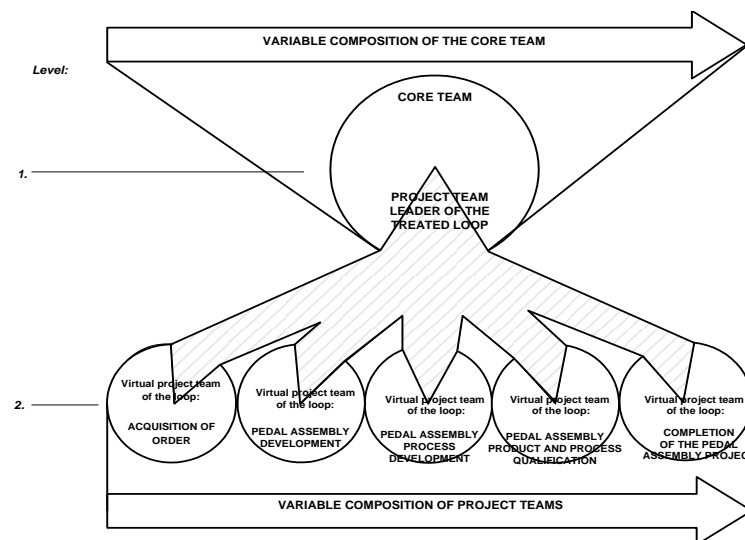 VARIABLE COMPOSITION OF THE CORE TEAM
Level:
CORE TEAM
1.
PROJECT TEAM
LEADER OF THE
TREATED LOOP
2.
Virtual project team
of the loop:
ACQUISITION OF
ORDER
Virtual project team
of the loop:
PEDAL ASSEMBLY
DEVELOPMENT
Virtual project team
of the loop:
PEDAL ASSEMBLY
PROCESS
DEVELOPMENT
Virtual project team
of the loop:
PEDAL ASSEMBLY
PRODUCT AND PROCESS
QUALIFICATION
Virtual project team
of the loop:
COMPLETION
OF THE PEDAL
ASSEMBLY PROJECT
VARIABLE COMPOSITION OF PROJECT TEAMS